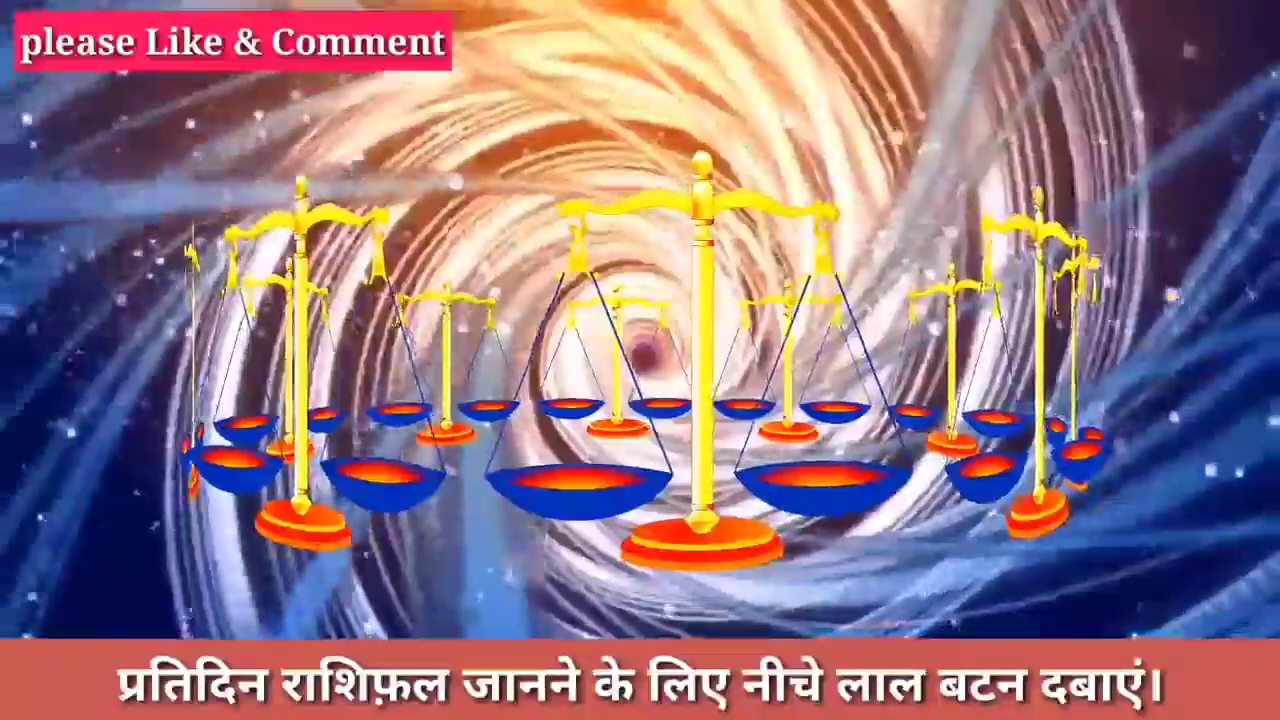 please Like & Comment
प्रतिदिन राशिफ़ल जानने के लिए नीचे लाल बटन दबाएं।